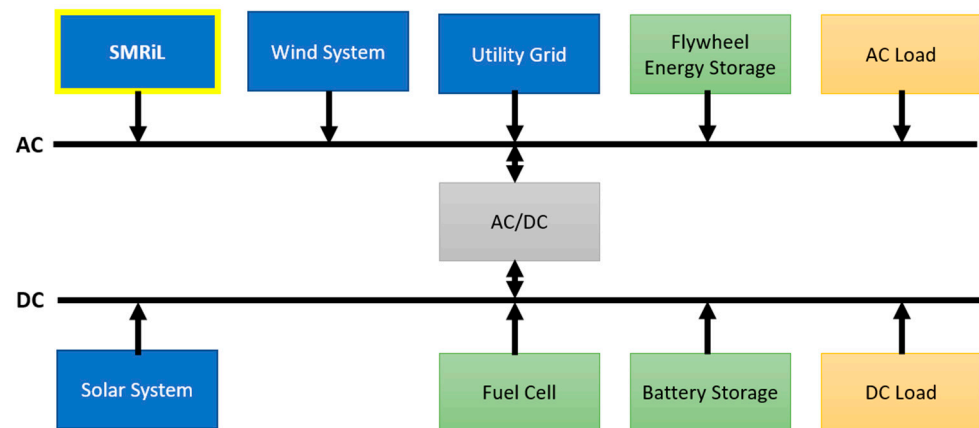 SMRiL
Wind System
Utility Grid
Flywheel
Energy Storage
AC Load
AC
AC/DC
DC
Solar System
Fuel Cell
Battery Storage
DC Load